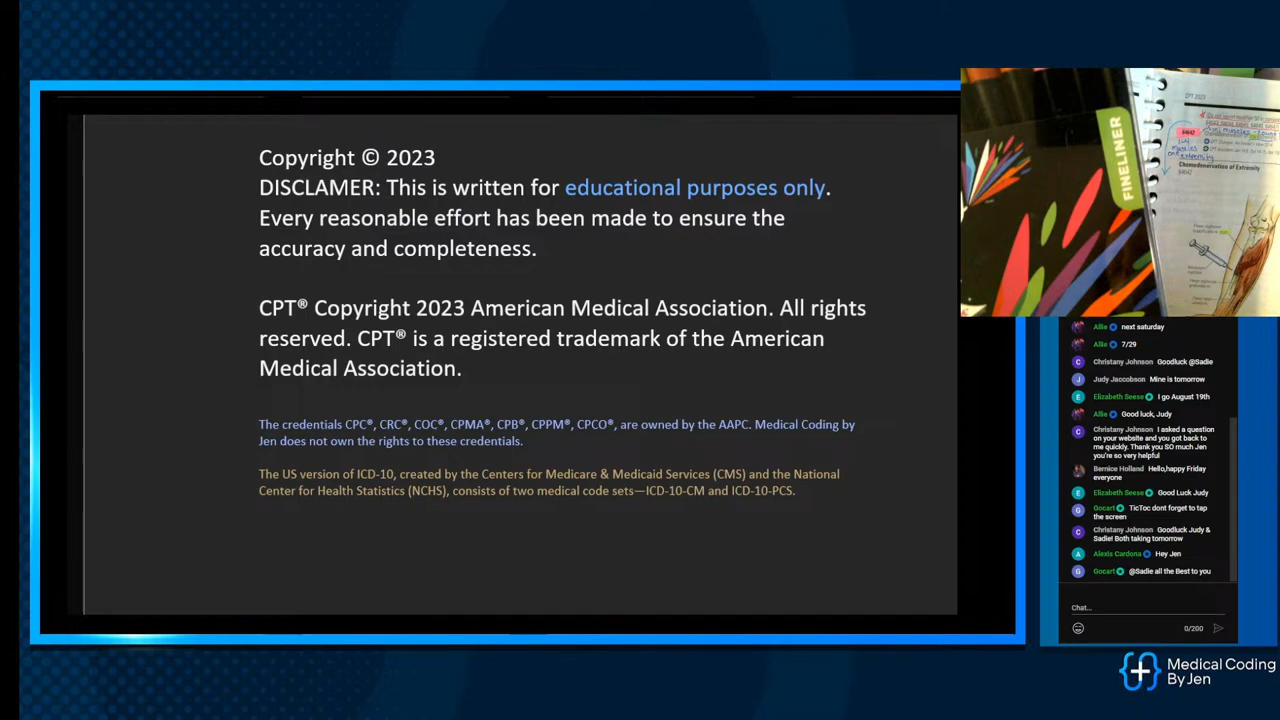 Copyright © 2023
DISCLAMER: This is written for educational purposes only.
Every reasonable effort has been made to ensure the
accuracy and completeness.
CPT® Copyright 2023 American Medical Association. All rights
reserved. CPT® is a registered trademark of the American
Medical Association.
The credentials CPC®, CRC®, COC®, CPMA®, CPB®, CPPM®, CPCO®, are owned by the AAPC. Medical Coding by
Jen does not own the rights to these credentials.
The US version of ICD-10, created by the Centers for Medicare & Medicaid Services (CMS) and the National
Center for Health Statistics (NCHS), consists of two medical code sets—ICD-10-CM and ICD-10-PCS.
FINELINER
CPT 2023
64642
Chemodenervation of Extremity
64642
Allie next saturday
Allie 7/29
C Christany Johnson Goodluck @Sadie
J Judy Jaccobson Mine is tomorrow
E Elizabeth Seese I go August 19th
Allie Good luck, Judy
C Christany Johnson I asked a question
on your website and you got back to
me quickly. Thank you SO much Jen
you're so very helpful
Bernice Holland Hello,happy Friday
everyone
E Elizabeth Seese Good Luck Judy
G Gocart TicToc dont forget to tap
the screen
C Christany Johnson Goodluck Judy &
Sadie! Both taking tomorrow
A Alexis Cardona Hey Jen
G Gocart @Sadie all the Best to you
Chat...
0/200
Medical Coding
By Jen